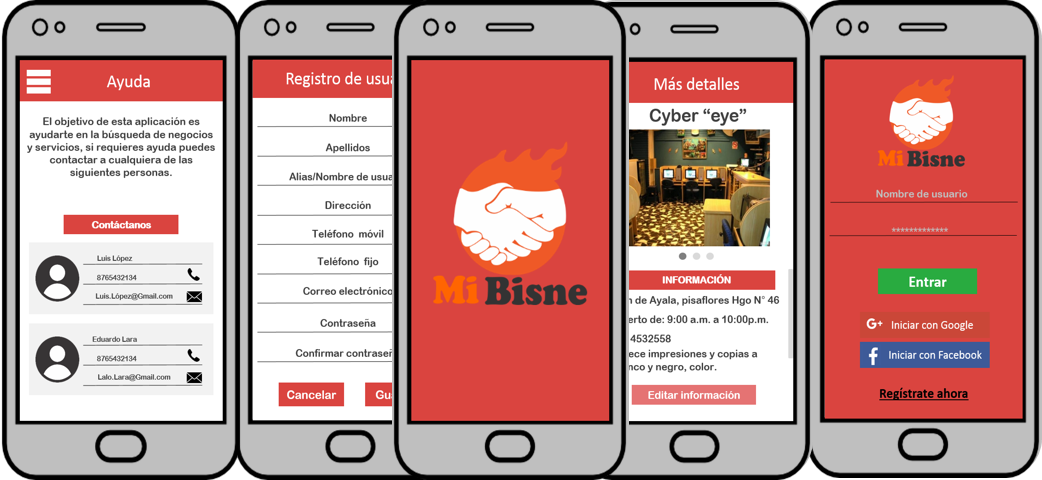 Ayuda
El objetivo de esta aplicación es
ayudarte en la búsqueda de negocios
y servicios, si requieres ayuda puedes
contactar a cualquiera de las
siguientes personas.
Contáctanos
Luis López
8765432134
Luis.López@Gmail.com
Eduardo Lara
8765432134
Lalo.Lara@Gmail.com
Registro de usua
Nombre
Apellidos
Alias/Nombre de usua
Dirección
Teléfono móvil
Teléfono fijo
Correo electrónico
Contraseña
Confirmar contraseñ
Cancelar
Gu
Mi Bisne
Más detalles
Cyber “eye”
INFORMACIÓN
n de Ayala, pisaflores Hgo N° 46
erto de: 9:00 a.m. a 10:00p.m.
4532558
ece impresiones y copias a
nco y negro, color.
Editar información
Mi Bisne
Nombre de usuario
*************
Entrar
G+ Iniciar con Google
f Iniciar con Facebook
Regístrate ahora